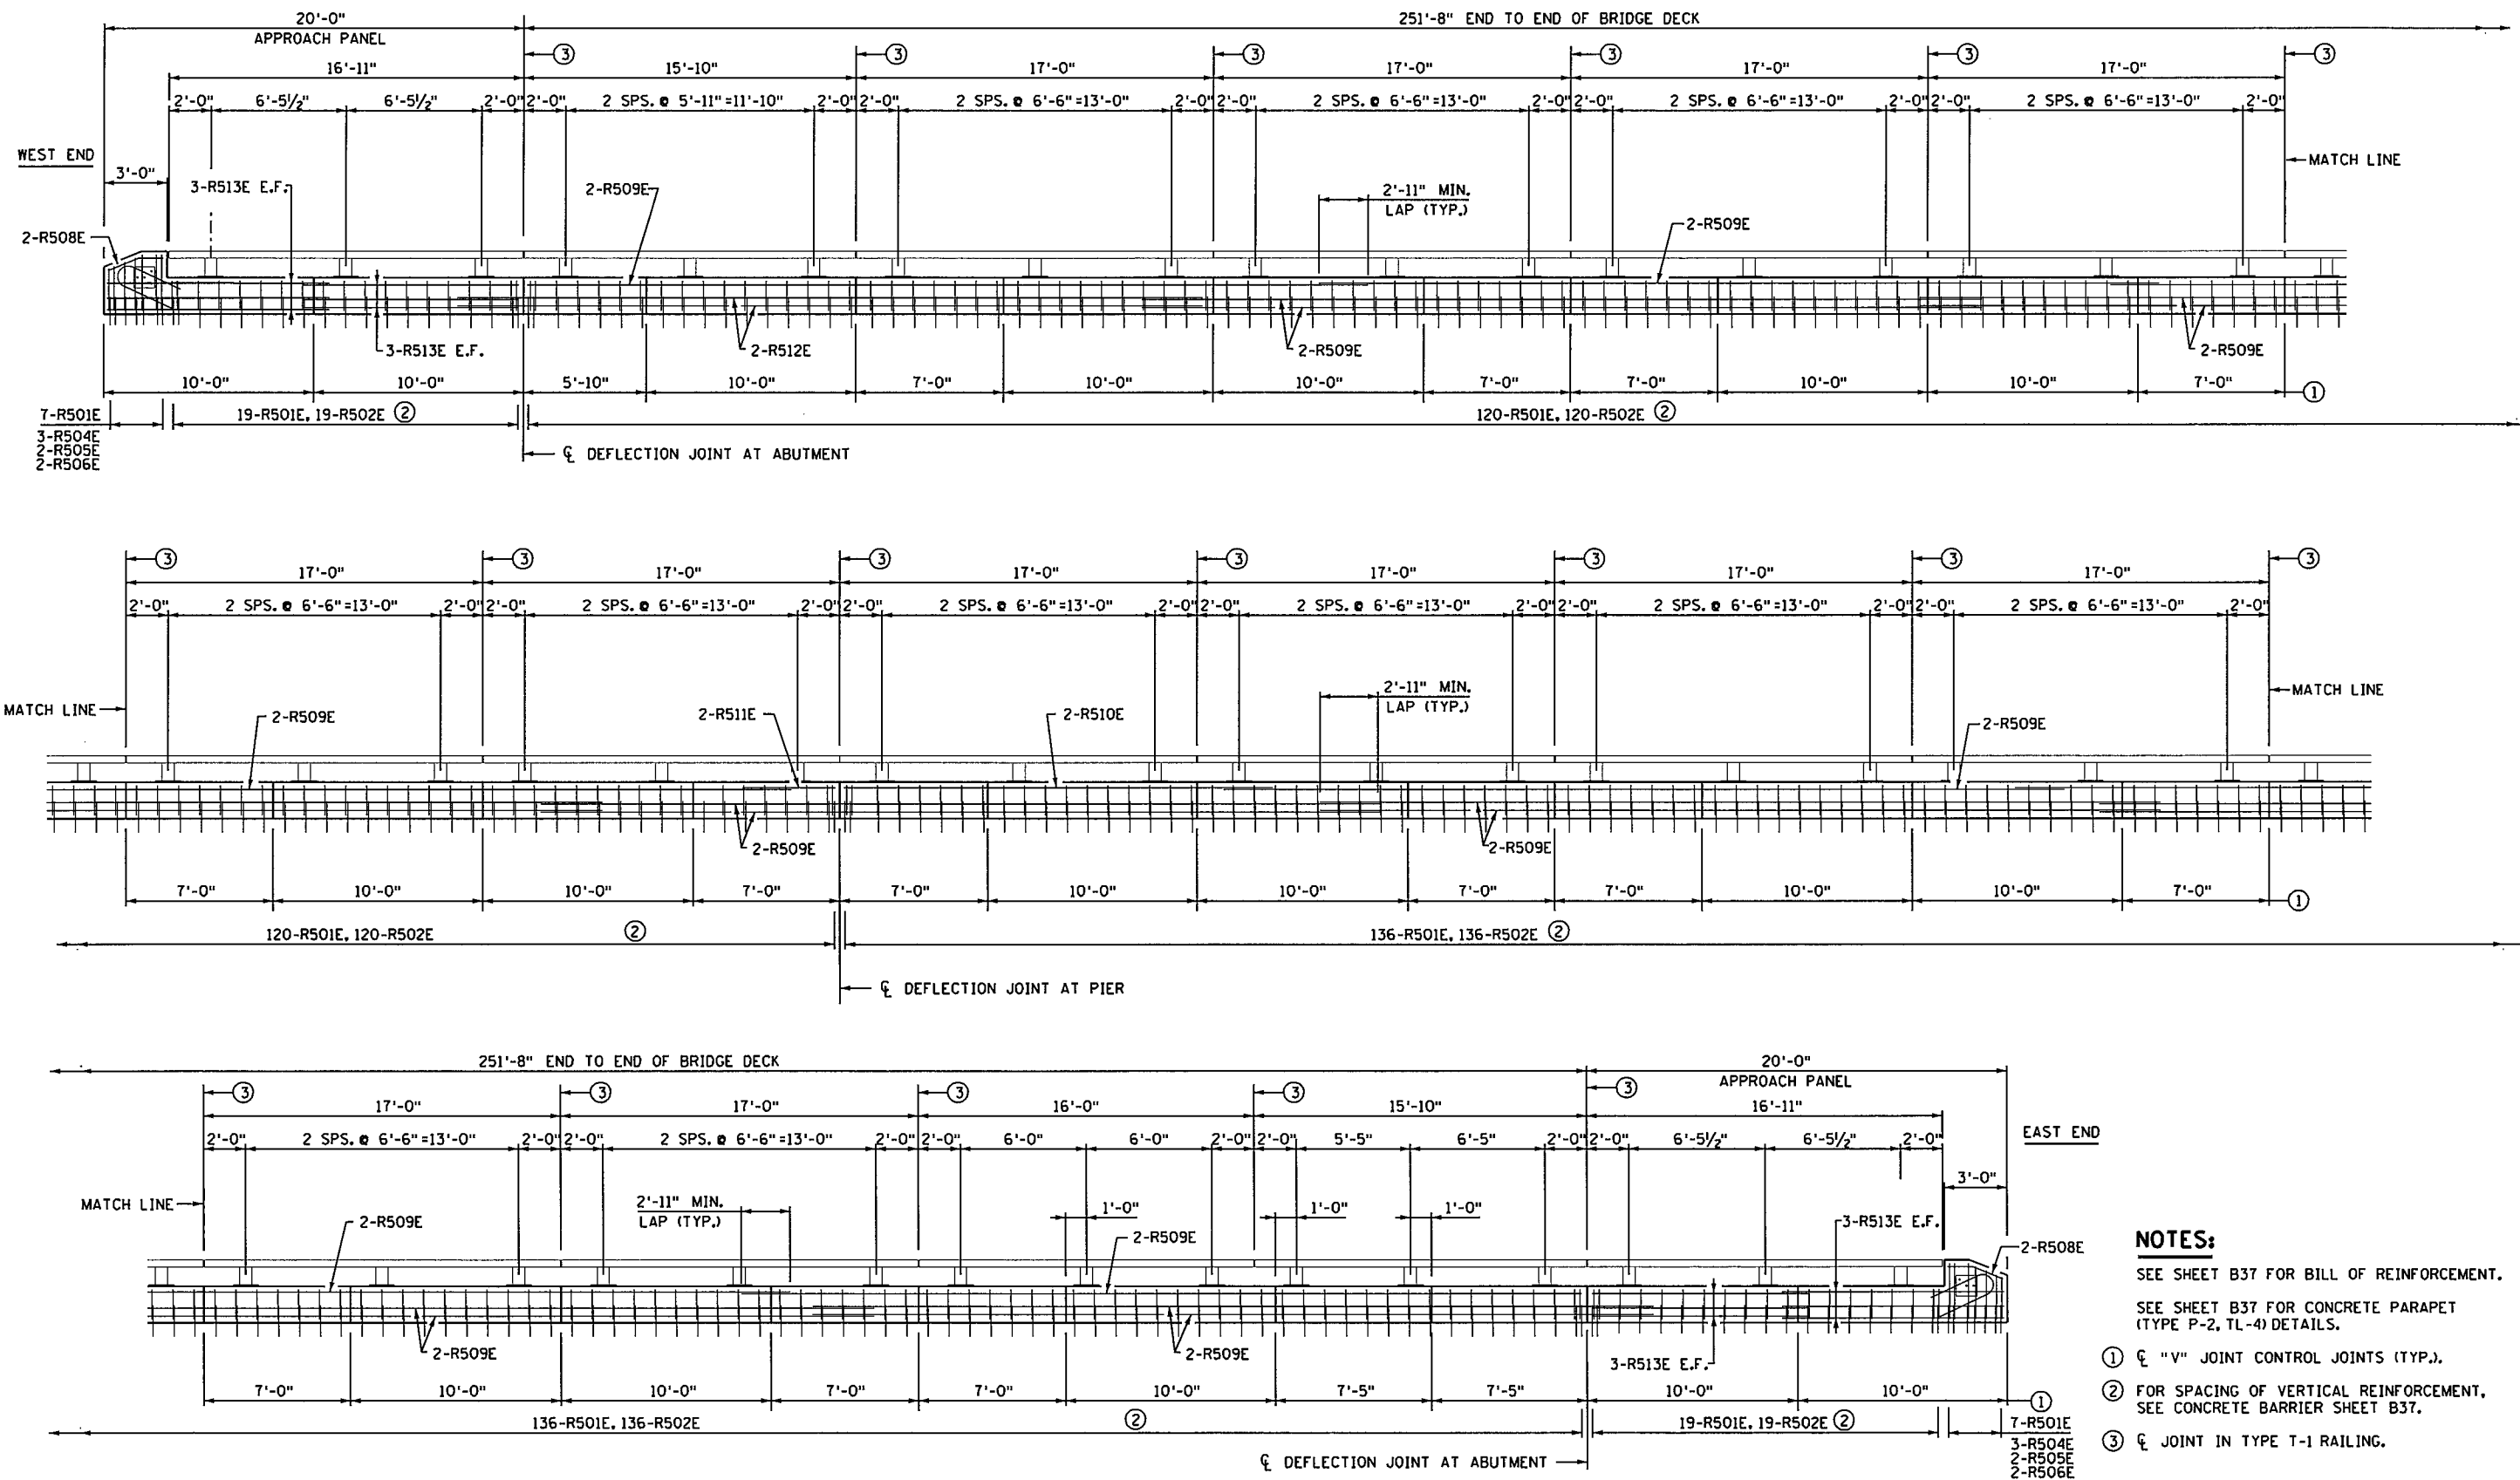 20'-0"
251'-8" END TO END OF BRIDGE DECK
APPROACH PANEL
3 3 3 3 3 3
16'-11" 15'-10" 17'-0" 17'-0" 17'-0" 17'-0"
2'-0" 6'-5½" 6'-5½" 2'-0" 2'-0" 2 SPS. @ 5'-11"=11'-10" 2'-0" 2'-0" 2 SPS. @ 6'-6"=13'-0" 2'-0" 2'-0" 2 SPS. @ 6'-6"=13'-0" 2'-0" 2'-0" 2 SPS. @ 6'-6"=13'-0" 2'-0" 2'-0" 2 SPS. @ 6'-6"=13'-0" 2'-0"
WEST END
MATCH LINE
3'-0"
3-R513E E.F.
2-R509E
2'-11" MIN.
LAP (TYP.)
2-R509E
2-R508E
3-R513E E.F.
2-R512E
2-R509E
2-R509E
10'-0" 10'-0" 5'-10" 10'-0" 7'-0" 10'-0" 10'-0" 7'-0" 7'-0" 10'-0" 10'-0" 7'-0" 1
7-R501E
3-R504E
2-R505E
2-R506E
19-R501E, 19-R502E 2
120-R501E, 120-R502E 2
℄ DEFLECTION JOINT AT ABUTMENT
3 3 3 3 3 3 3
17'-0" 17'-0" 17'-0" 17'-0" 17'-0" 17'-0"
2'-0" 2 SPS. @ 6'-6"=13'-0" 2'-0" 2'-0" 2 SPS. @ 6'-6"=13'-0" 2'-0" 2'-0" 2 SPS. @ 6'-6"=13'-0" 2'-0" 2'-0" 2 SPS. @ 6'-6"=13'-0" 2'-0" 2'-0" 2 SPS. @ 6'-6"=13'-0" 2'-0" 2'-0" 2 SPS. @ 6'-6"=13'-0" 2'-0"
MATCH LINE
2-R509E
2-R511E
2-R510E
2'-11" MIN.
LAP (TYP.)
2-R509E
MATCH LINE
2-R509E
2-R509E
7'-0" 10'-0" 10'-0" 7'-0" 7'-0" 10'-0" 10'-0" 7'-0" 7'-0" 10'-0" 10'-0" 7'-0" 1
120-R501E, 120-R502E 2
136-R501E, 136-R502E 2
℄ DEFLECTION JOINT AT PIER
251'-8" END TO END OF BRIDGE DECK
20'-0"
APPROACH PANEL
3 3 3 3 3
17'-0" 17'-0" 16'-0" 15'-10" 16'-11"
2'-0" 2 SPS. @ 6'-6"=13'-0" 2'-0" 2'-0" 2 SPS. @ 6'-6"=13'-0" 2'-0" 2'-0" 6'-0" 6'-0" 2'-0" 2'-0" 5'-5" 6'-5" 2'-0" 2'-0" 6'-5½" 6'-5½" 2'-0"
EAST END
3'-0"
MATCH LINE
2-R509E
2'-11" MIN.
LAP (TYP.)
1'-0" 1'-0" 1'-0"
2-R509E
3-R513E E.F.
2-R508E
2-R509E
2-R509E
3-R513E E.F.
7'-0" 10'-0" 10'-0" 7'-0" 7'-0" 10'-0" 7'-5" 7'-5" 10'-0" 10'-0" 1
136-R501E, 136-R502E 2
19-R501E, 19-R502E 2
7-R501E
3-R504E
2-R505E
2-R506E
℄ DEFLECTION JOINT AT ABUTMENT
NOTES:
SEE SHEET B37 FOR BILL OF REINFORCEMENT.
SEE SHEET B37 FOR CONCRETE PARAPET
(TYPE P-2, TL-4) DETAILS.
1 ℄ "V" JOINT CONTROL JOINTS (TYP.).
2 FOR SPACING OF VERTICAL REINFORCEMENT,
SEE CONCRETE BARRIER SHEET B37.
3 ℄ JOINT IN TYPE T-1 RAILING.